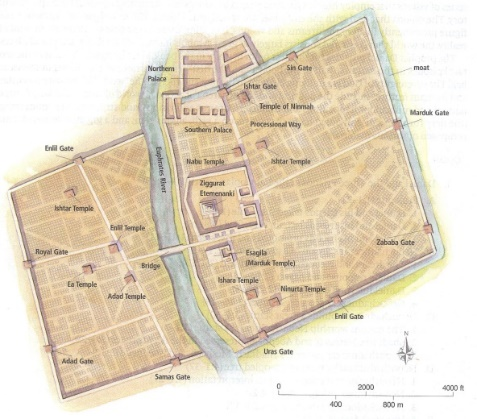 Northern
Palace
Sin Gate
moat
Ishtar Gate
Temple of Ninmah
Processional Way
Marduk Gate
Southern Palace
Enlil Gate
Nabu Temple
Ishtar Temple
Euphrates River
Ziggurat
Etemenanki
Ishtar Temple
Enlil Temple
Zababa Gate
Royal Gate
Esagila
(Marduk Temple)
Bridge
Ea Temple
Adad Temple
Ishara Temple
Ninurta Temple
Enlil Gate
N
Uras Gate
Adad Gate
Samas Gate
0 2000 4000 ft
400 800 m